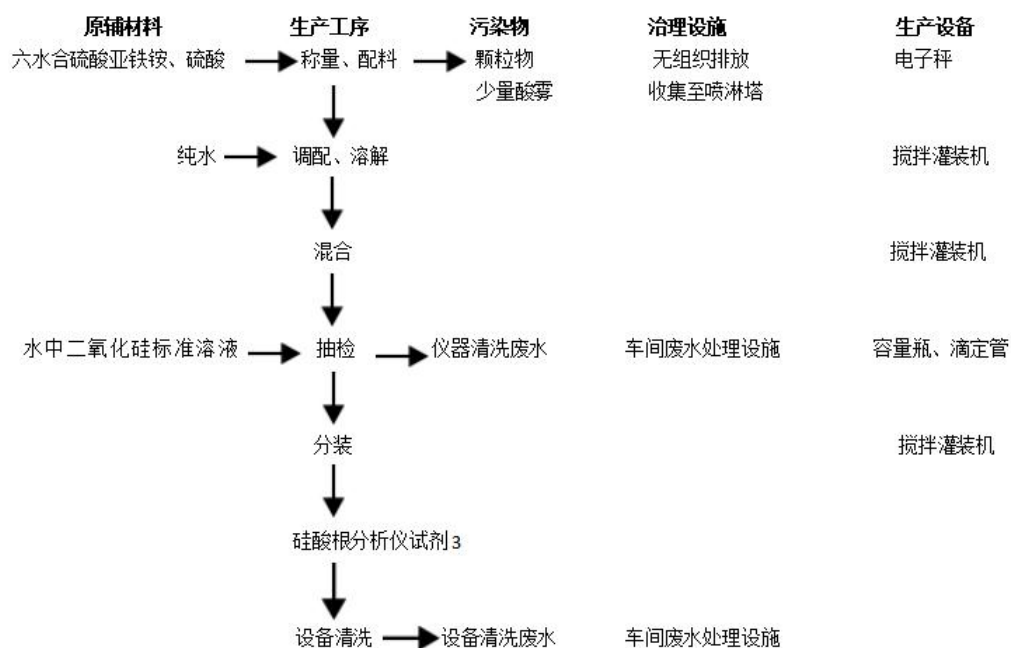 原辅材料 生产工序 污染物 治理设施 生产设备
六水合硫酸亚铁铵、硫酸 称量、配料 颗粒物 无组织排放 电子秤
少量酸雾 收集至喷淋塔
纯水 调配、溶解 搅拌灌装机
混合 搅拌灌装机
水中二氧化硅标准溶液 抽检 仪器清洗废水 车间废水处理设施 容量瓶、滴定管
分装 搅拌灌装机
硅酸根分析仪试剂3
设备清洗 设备清洗废水 车间废水处理设施